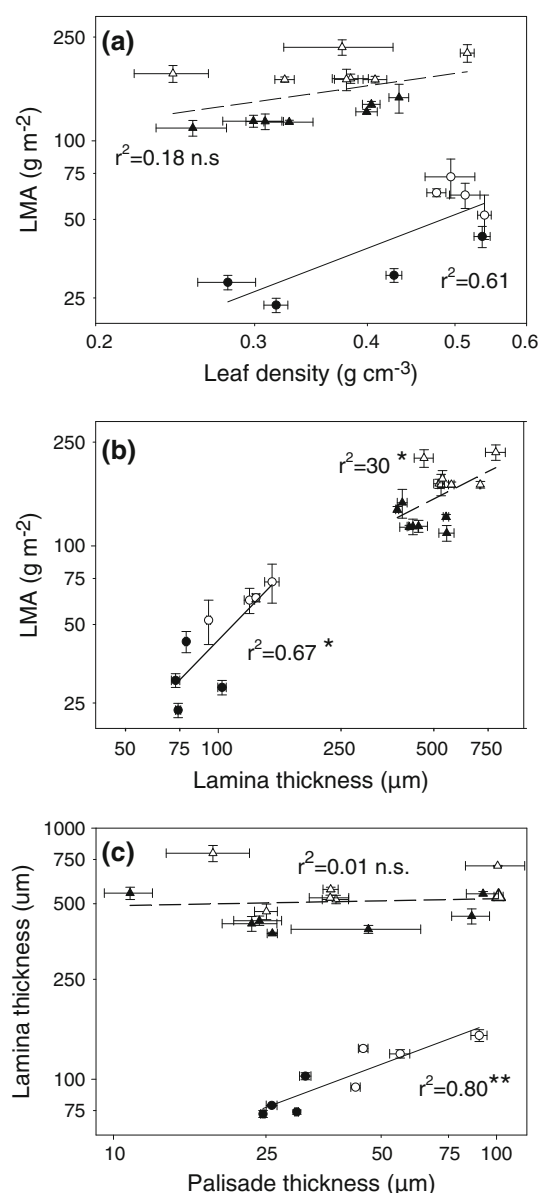 (a)
250
100
75
50
25
LMA (g m-2)
r2=0.18 n.s
r2=0.61
0.2
0.3
0.4
0.5
0.6
Leaf density (g cm-3)
(b)
250
100
75
50
25
LMA (g m-2)
r2=30 *
r2=0.67 *
50
75
100
250
500
750
Lamina thickness (μm)
(c)
1000
750
500
250
100
75
Lamina thickness (um)
r2=0.01 n.s.
r2=0.80**
10
25
50
75
100
Palisade thickness (μm)